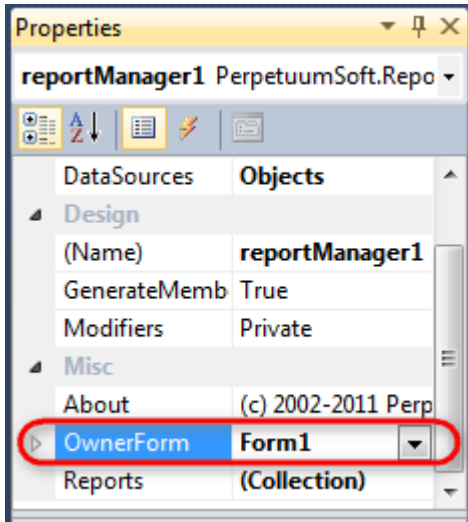 Properties
reportManager1 PerpetuumSoft.Repo
DataSources Objects
Design
(Name) reportManager1
GenerateMemb True
Modifiers Private
Misc
About (c) 2002-2011 Perp
OwnerForm Form1
Reports (Collection)